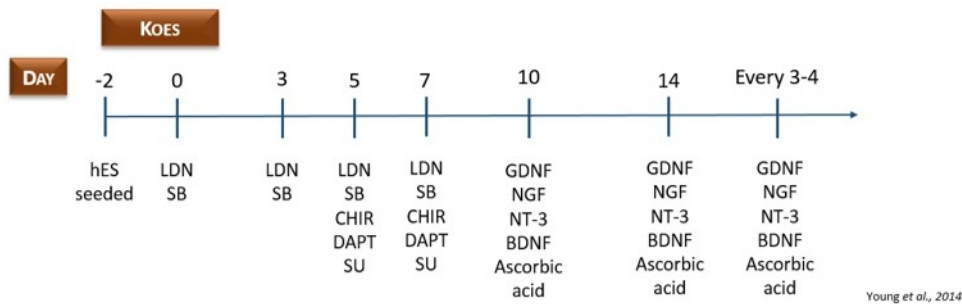 KOES
DAY
-2 0 3 5 7 10 14 Every 3-4
hES seeded
LDN
SB
LDN
SB
LDN
SB
CHIR
DAPT
SU
LDN
SB
CHIR
DAPT
SU
GDNF
NGF
NT-3
BDNF
Ascorbic
acid
GDNF
NGF
NT-3
BDNF
Ascorbic
acid
GDNF
NGF
NT-3
BDNF
Ascorbic
acid
Young et al., 2014